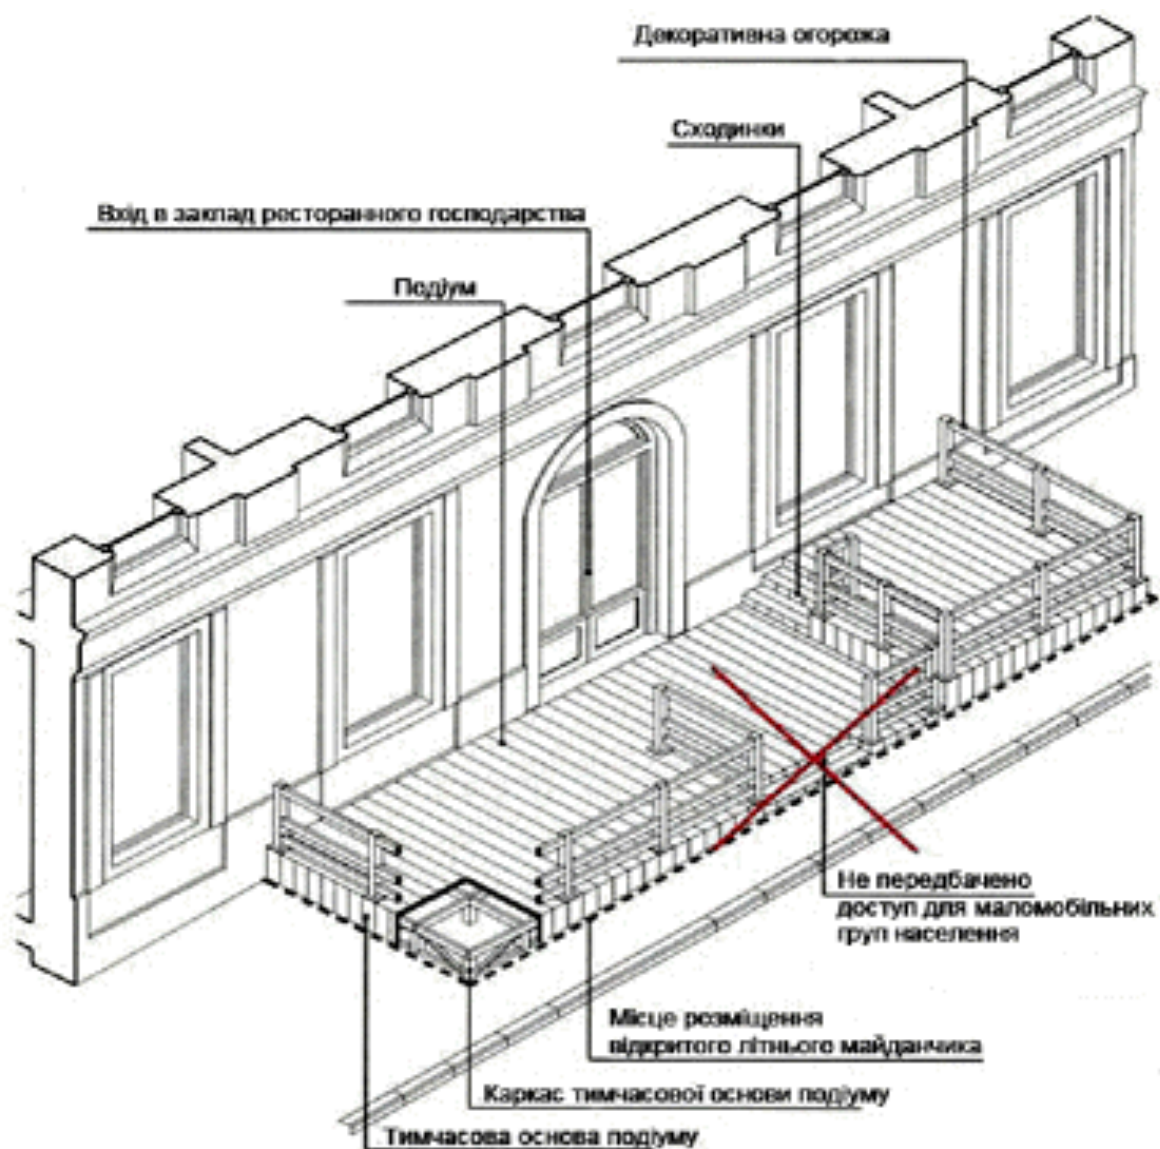 Декоративна огорожа
Сходинки
Вхід в заклад ресторанного господарства
Подіум
Не передбачено
доступ для маломобільних
груп населення
Місце розміщення
відкритого літнього майданчика
Каркас тимчасової основи подіуму
Тимчасова основа подіуму